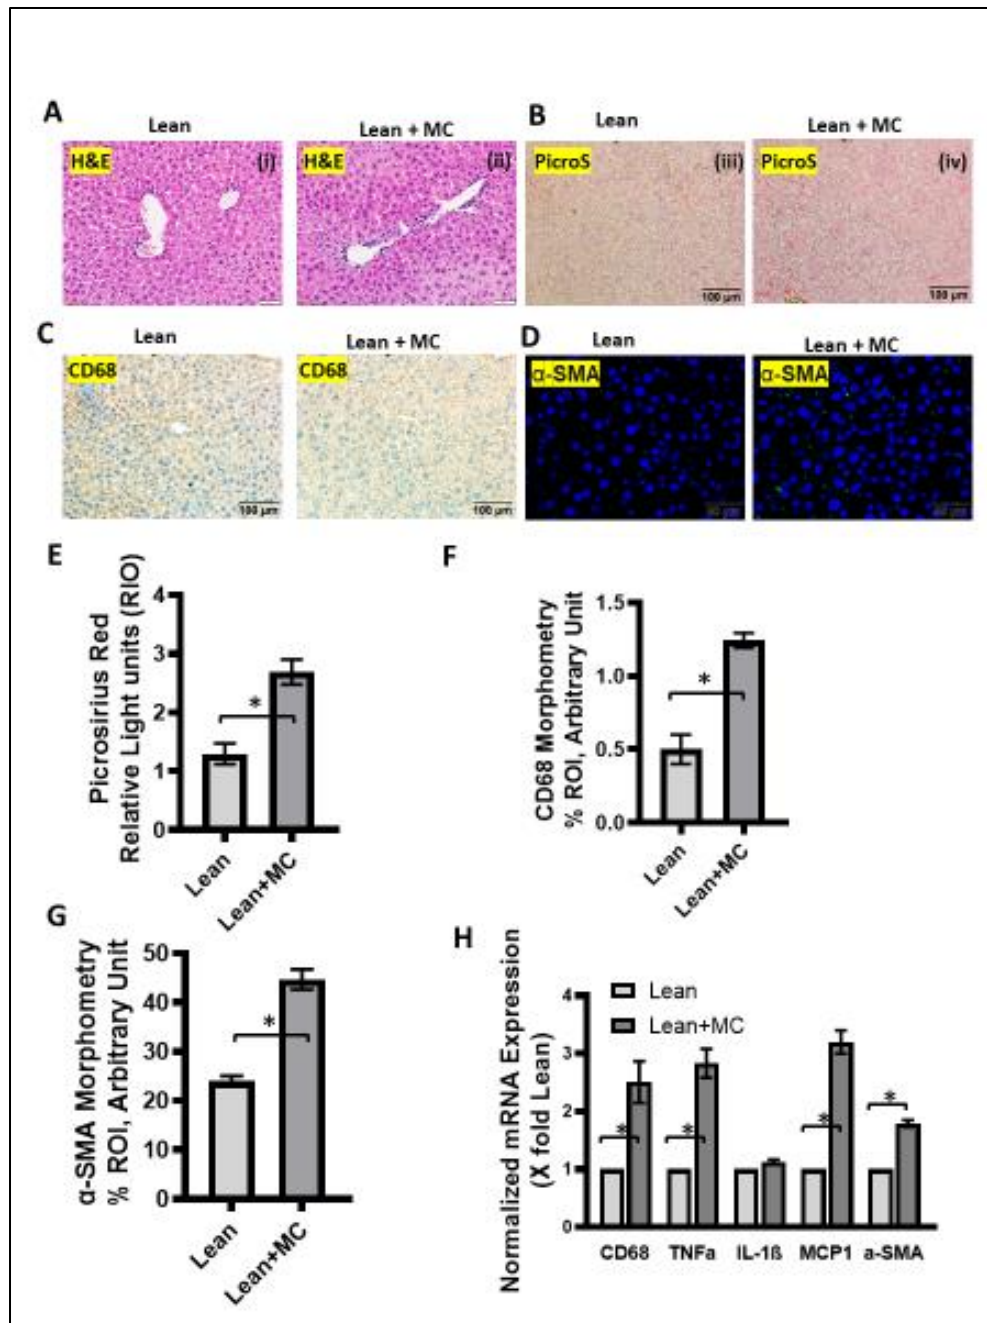 A
Lean
Lean + MC
B
Lean
Lean + MC
H&E
(i)
H&E
(ii)
PicroS
(iii)
PicroS
(iv)
100 µm
100 µm
C
Lean
Lean + MC
D
Lean
Lean + MC
CD68
CD68
α-SMA
α-SMA
100 µm
100 µm
E
Picrosirius Red
Relative Light units (RIO)
4
3
2
1
0
*
Lean
Lean+MC
F
CD68 Morphometry
% ROI, Arbitrary Unit
1.5
1.0
0.5
0.0
*
Lean
Lean+MC
G
α-SMA Morphometry
% ROI, Arbitrary Unit
50
40
30
20
10
0
*
Lean
Lean+MC
H
Normalized mRNA Expression
(X fold Lean)
4
3
2
1
0
Lean
Lean+MC
*
*
*
*
CD68
TNFa
IL-1ß
MCP1
a-SMA